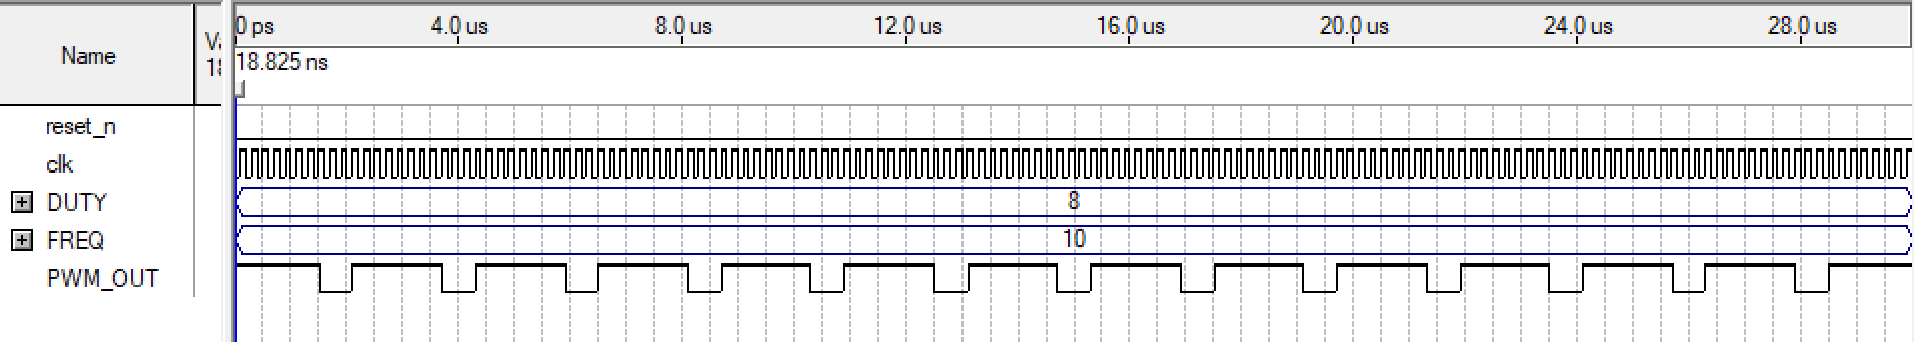 Name
0 ps 4.0 us 8.0 us 12.0 us 16.0 us 20.0 us 24.0 us 28.0 us
18.825 ns
reset_n
clk
DUTY 8
FREQ 10
PWM_OUT